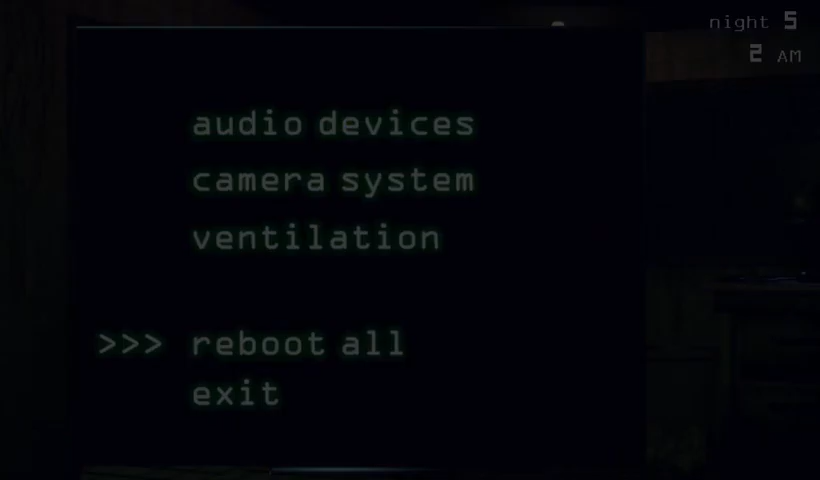 night 5
2 AM
audio devices
camera system
ventilation
>>> reboot all
exit